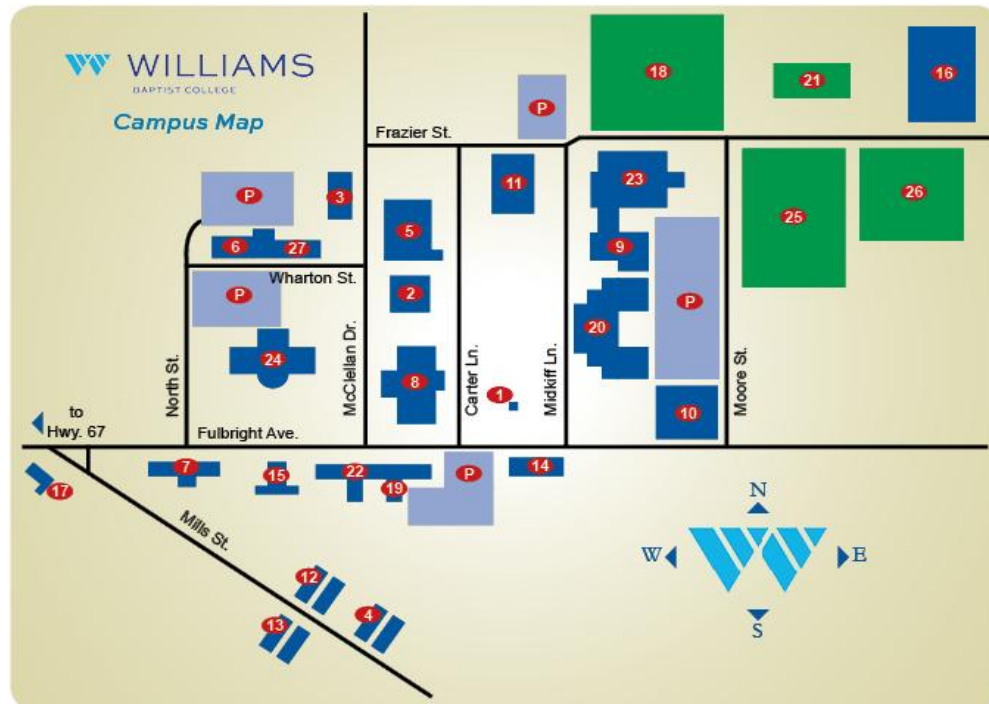 WILLIAMS
BAPTIST COLLEGE
Campus Map
18
21
16
P
Frazier St.
11
23
3
P
5
25
26
6
27
9
Wharton St.
P
2
P
20
24
North St.
McClellan Dr.
8
Carter Ln.
1
Midkiff Ln.
10
Moore St.
to
Hwy. 67
Fulbright Ave.
7
15
22
19
P
14
17
Mills St.
N
W
E
S
12
4
13